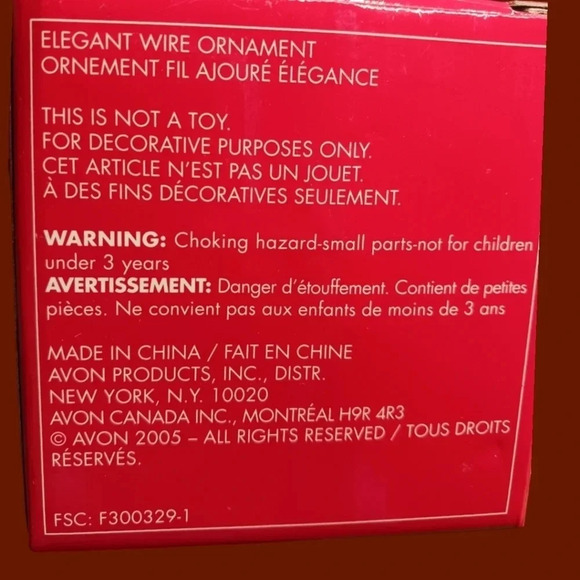 ELEGANT WIRE ORNAMENT
ORNEMENT FIL AJOURÉ ÉLÉGANCE
THIS IS NOT A TOY.
FOR DECORATIVE PURPOSES ONLY.
CET ARTICLE N'EST PAS UN JOUET.
À DES FINS DÉCORATIVES SEULEMENT.
WARNING: Choking hazard-small parts-not for children
under 3 years
AVERTISSEMENT: Danger d'étouffement. Contient de petites
pièces. Ne convient pas aux enfants de moins de 3 ans
MADE IN CHINA / FAIT EN CHINE
AVON PRODUCTS, INC., DISTR.
NEW YORK, N.Y. 10020
AVON CANADA INC., MONTRÉAL H9R 4R3
© AVON 2005 – ALL RIGHTS RESERVED / TOUS DROITS
RÉSERVÉS.
FSC: F300329-1